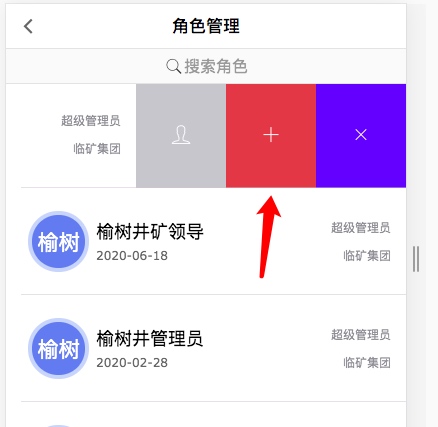 角色管理
搜索角色
超级管理员
临矿集团
榆树
榆树井矿领导
2020-06-18
超级管理员
临矿集团
榆树
榆树井管理员
2020-02-28
超级管理员
临矿集团